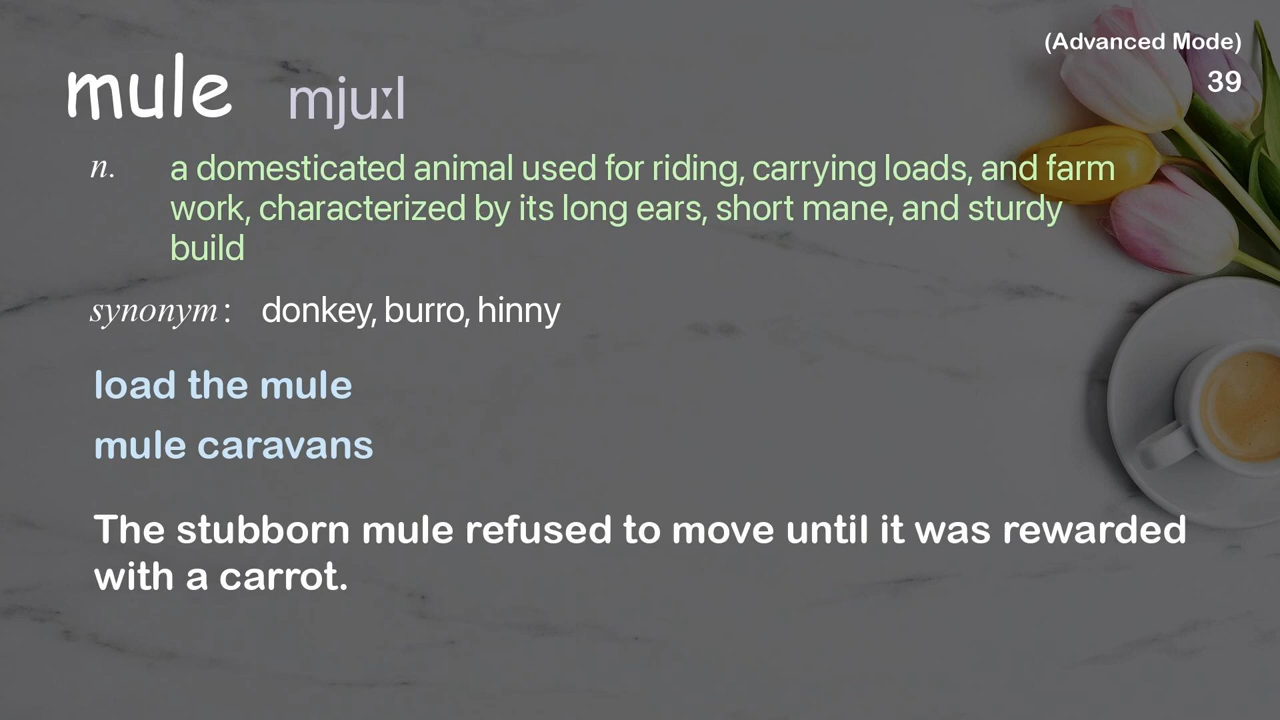 (Advanced Mode)
mule mjuːl
39
n. a domesticated animal used for riding, carrying loads, and farm
work, characterized by its long ears, short mane, and sturdy
build
synonym: donkey, burro, hinny
load the mule
mule caravans
The stubborn mule refused to move until it was rewarded
with a carrot.